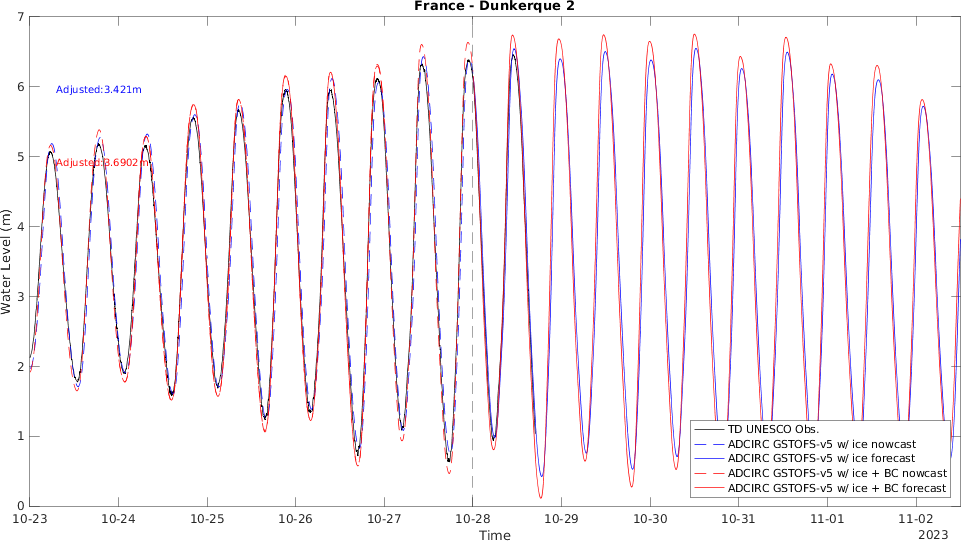 France - Dunkerque 2
7
6
5
4
3
2
1
0
Water Level (m)
Adjusted:3.421m
Adjusted:3.6902m
TD UNESCO Obs.
ADCIRC GSTOFS-v5 w/ ice nowcast
ADCIRC GSTOFS-v5 w/ ice forecast
ADCIRC GSTOFS-v5 w/ ice + BC nowcast
ADCIRC GSTOFS-v5 w/ ice + BC forecast
10-23 10-24 10-25 10-26 10-27 10-28 10-29 10-30 10-31 11-01 11-02
Time
2023